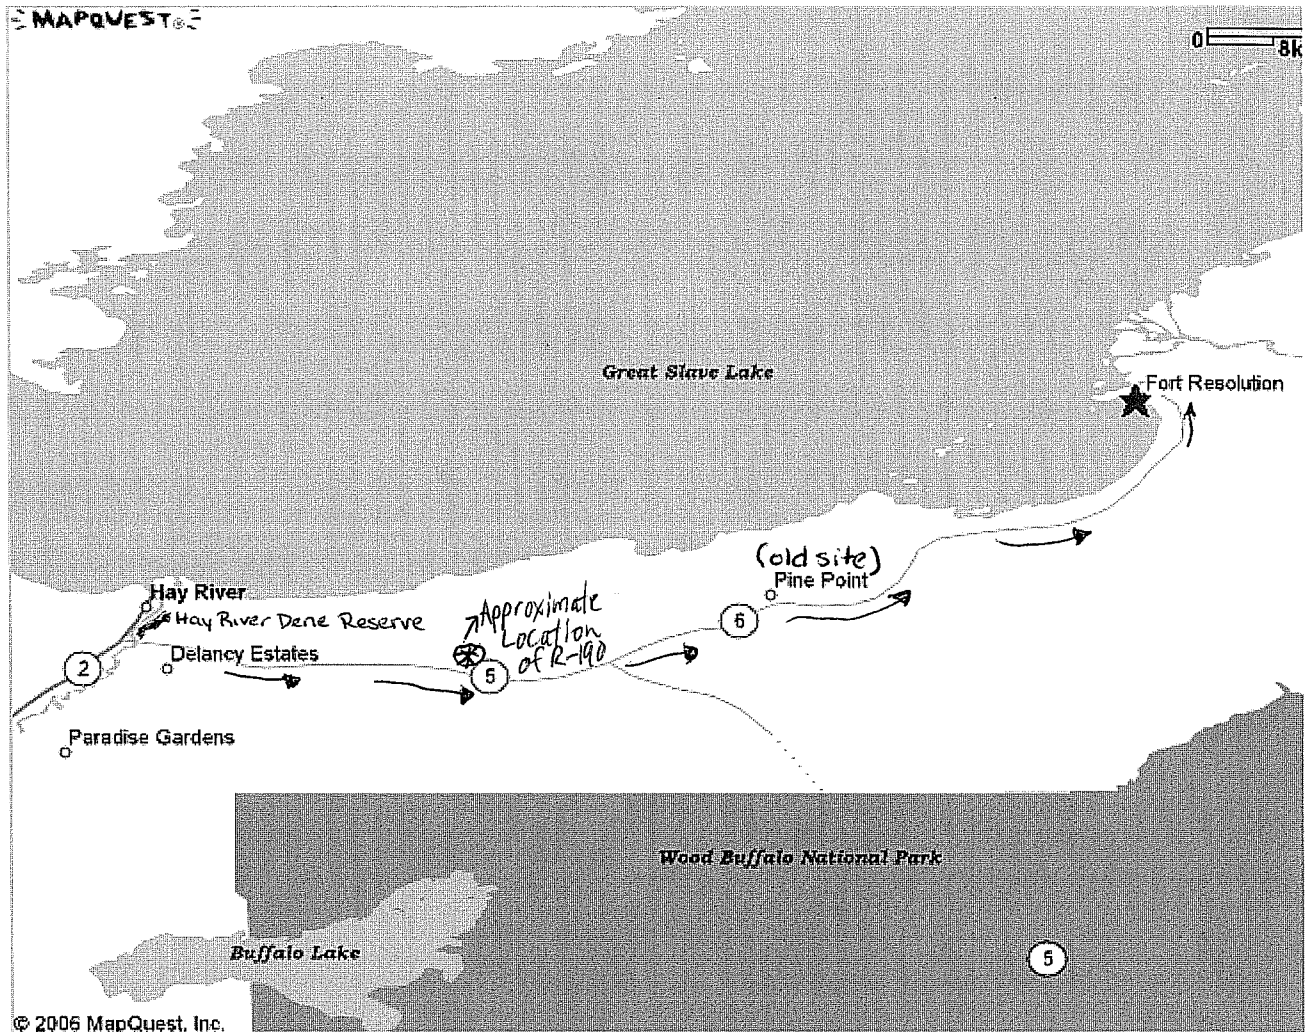 MAPQUEST®
0
8k
Great Slave Lake
Fort Resolution
(old site)
Pine Point
Hay River
Hay River Dene Reserve
Approximate
Location
of R-190
6
Delancy Estates
2
5
Paradise Gardens
Wood Buffalo National Park
Buffalo Lake
5
© 2006 MapQuest, Inc.